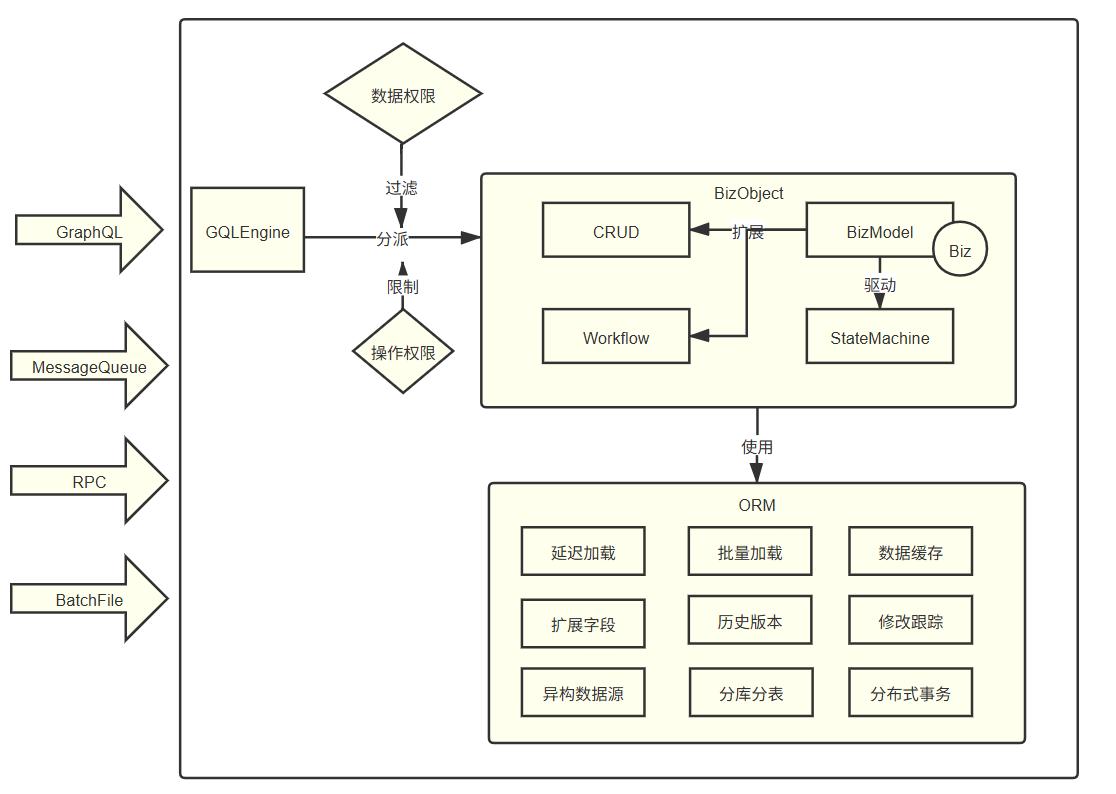 数据权限
过滤
GraphQL
GQLEngine
分派
限制
操作权限
MessageQueue
RPC
BatchFile
BizObject
CRUD
扩展
BizModel
Biz
驱动
Workflow
StateMachine
使用
ORM
延迟加载
批量加载
数据缓存
扩展字段
历史版本
修改跟踪
异构数据源
分库分表
分布式事务